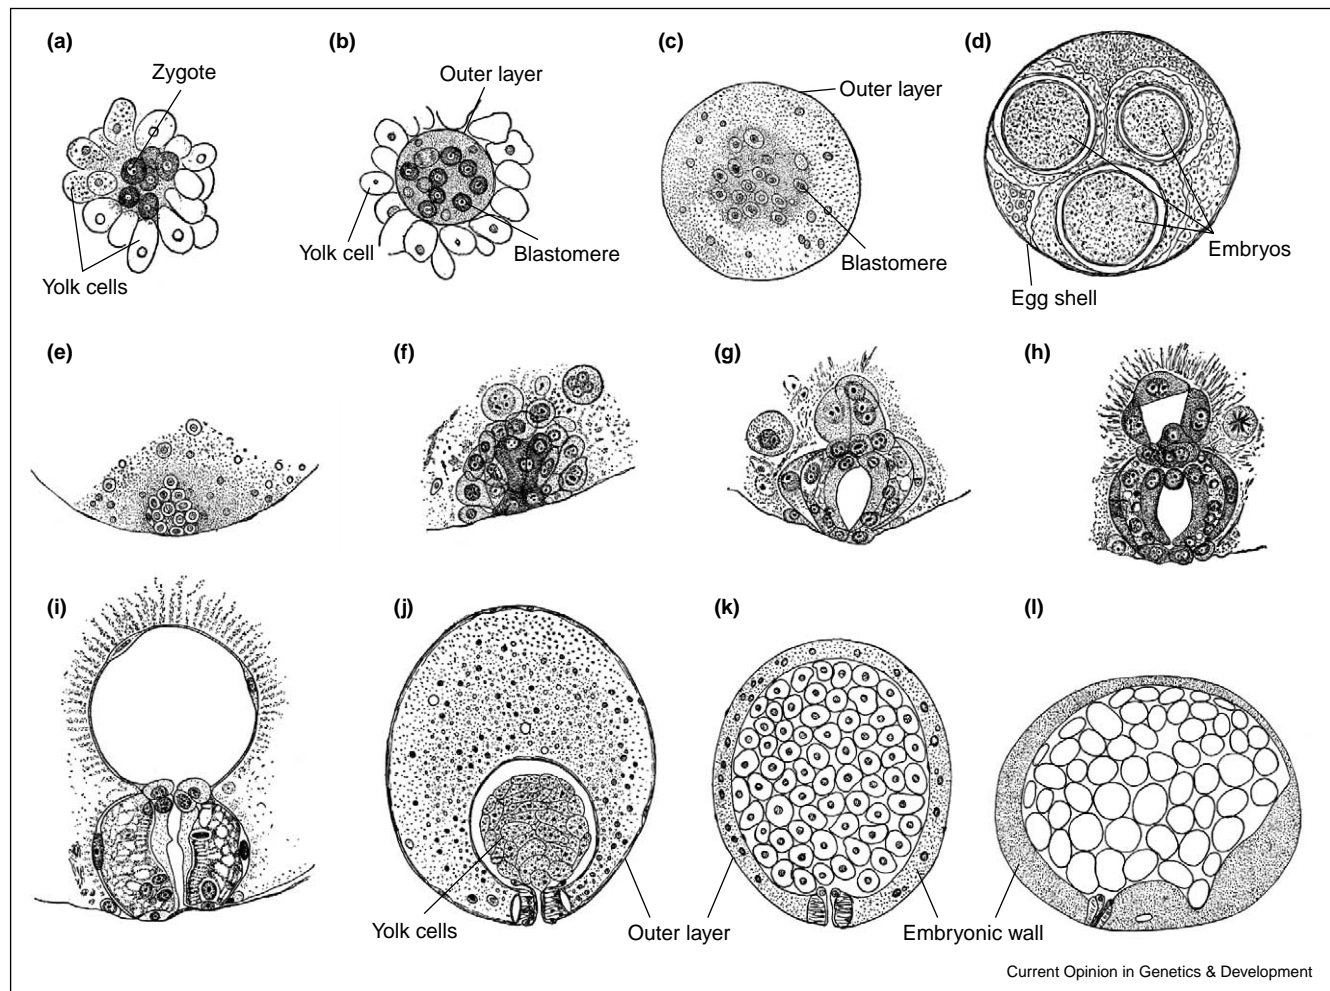 (a)
Zygote
Yolk cells
(b)
Outer layer
Yolk cell
Blastomere
(c)
Outer layer
Blastomere
(d)
Embryos
Egg shell
(e)
(f)
(g)
(h)
(i)
(j)
Yolk cells
Outer layer
(k)
Embryonic wall
(l)
Current Opinion in Genetics & Development